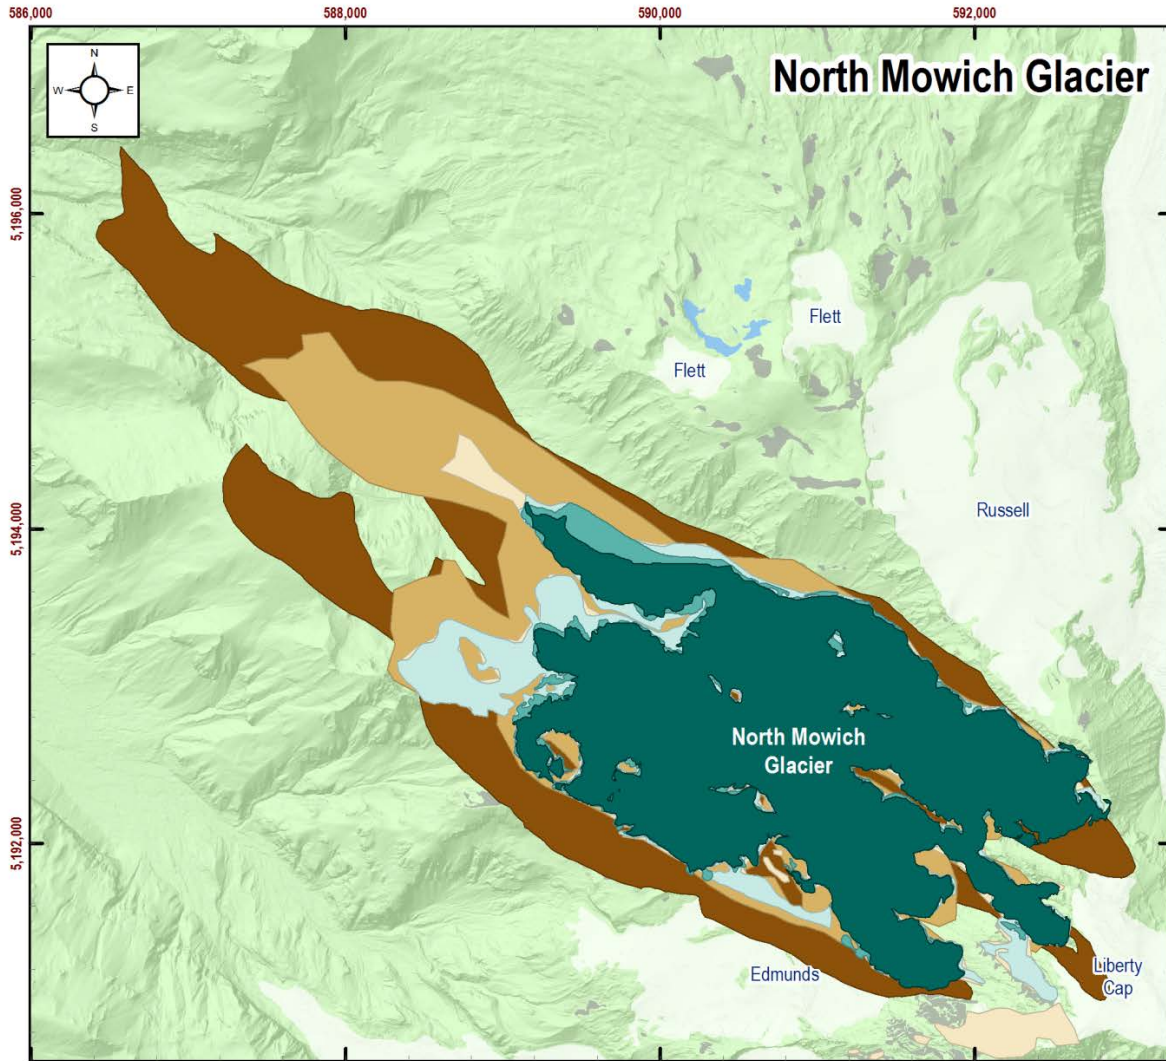 586,000
588,000
590,000
592,000
North Mowich Glacier
N
W
E
S
5,196,000
Flett
Flett
Russell
5,194,000
North Mowich
Glacier
5,192,000
Edmunds
Liberty
Cap